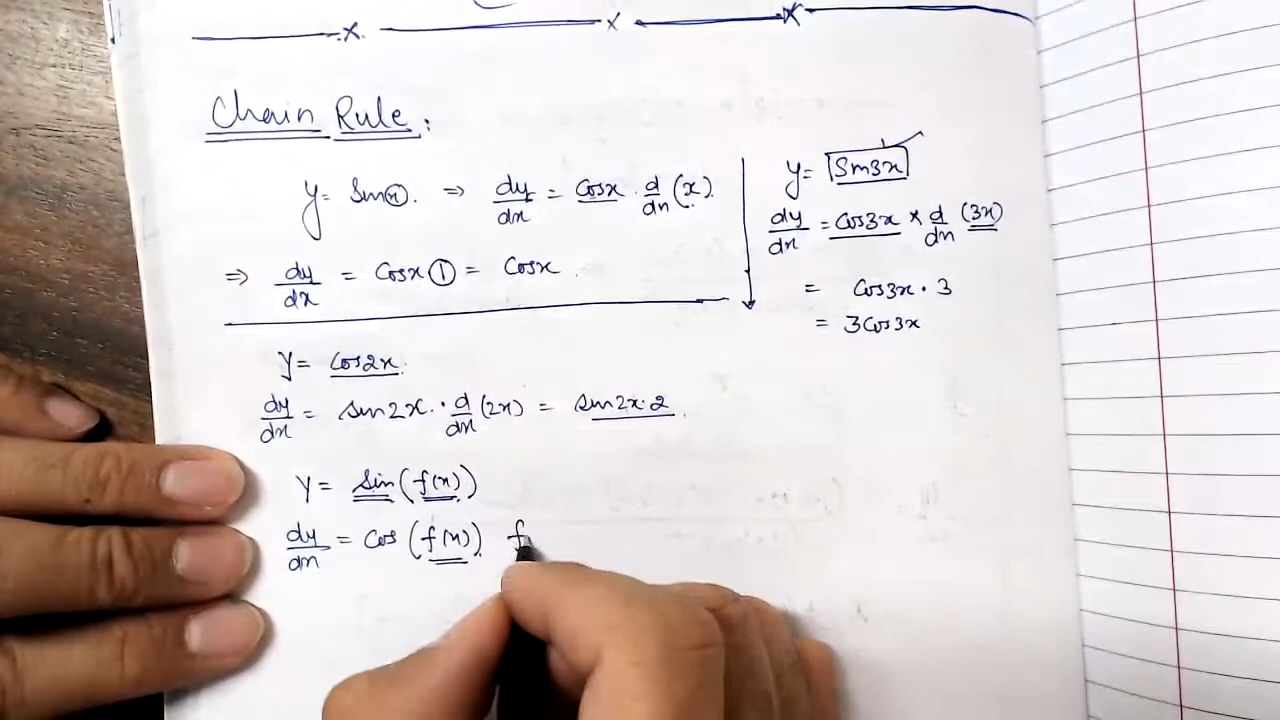 Chain Rule :
y = Sin(x). ⇒ dy/dx = Cosx · d/dx (x).
⇒ dy/dx = Cosx (1) = Cosx.
y = Sin3x
dy/dx = Cos3x × d/dx (3x)
= Cos3x · 3
= 3Cos3x
y = Cos2x.
dy/dx = Sin2x. · d/dx (2x) = Sin2x·2.
y = Sin (f(x))
dy/dx = Cos (f(x)). f